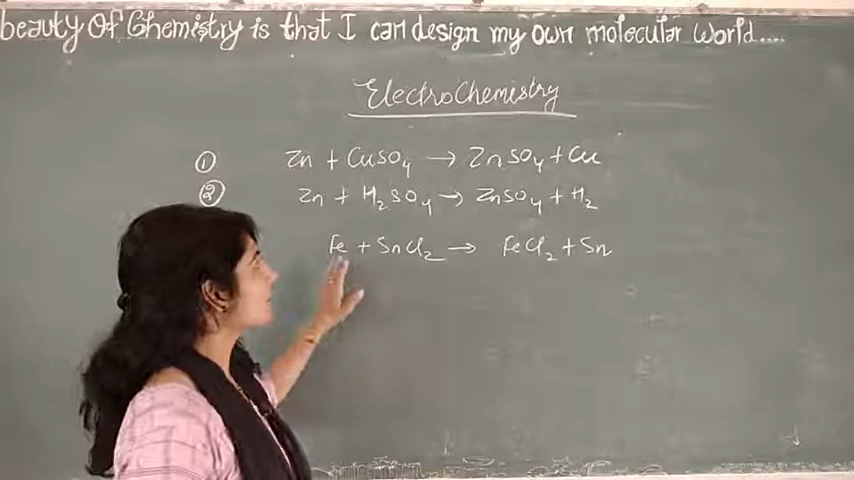 beauty Of Chemistry is that I can design my own molecular world....
ElectroChemistry
① Zn + CuSO₄ → ZnSO₄ + Cu
② Zn + H₂SO₄ → ZnSO₄ + H₂
Fe + SnCl₂ → FeCl₂ + Sn